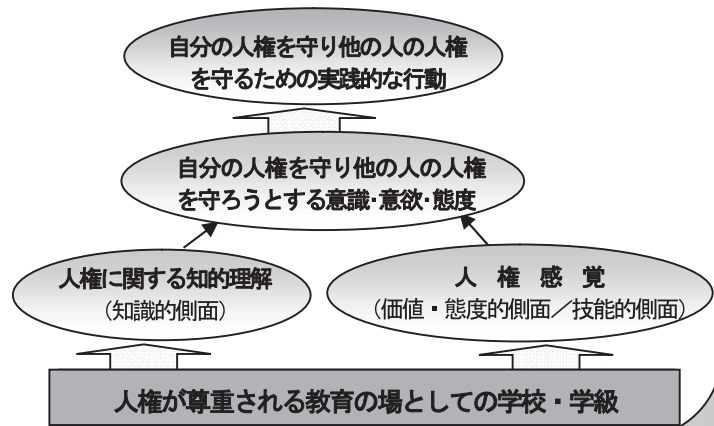 自分の人権を守り他の人の人権
を守るための実践的な行動
自分の人権を守り他の人の人権
を守ろうとする意識・意欲・態度
人権に関する知的理解
（知識的側面）
人　権　感　覚
（価値・態度的側面／技能的側面）
人権が尊重される教育の場としての学校・学級